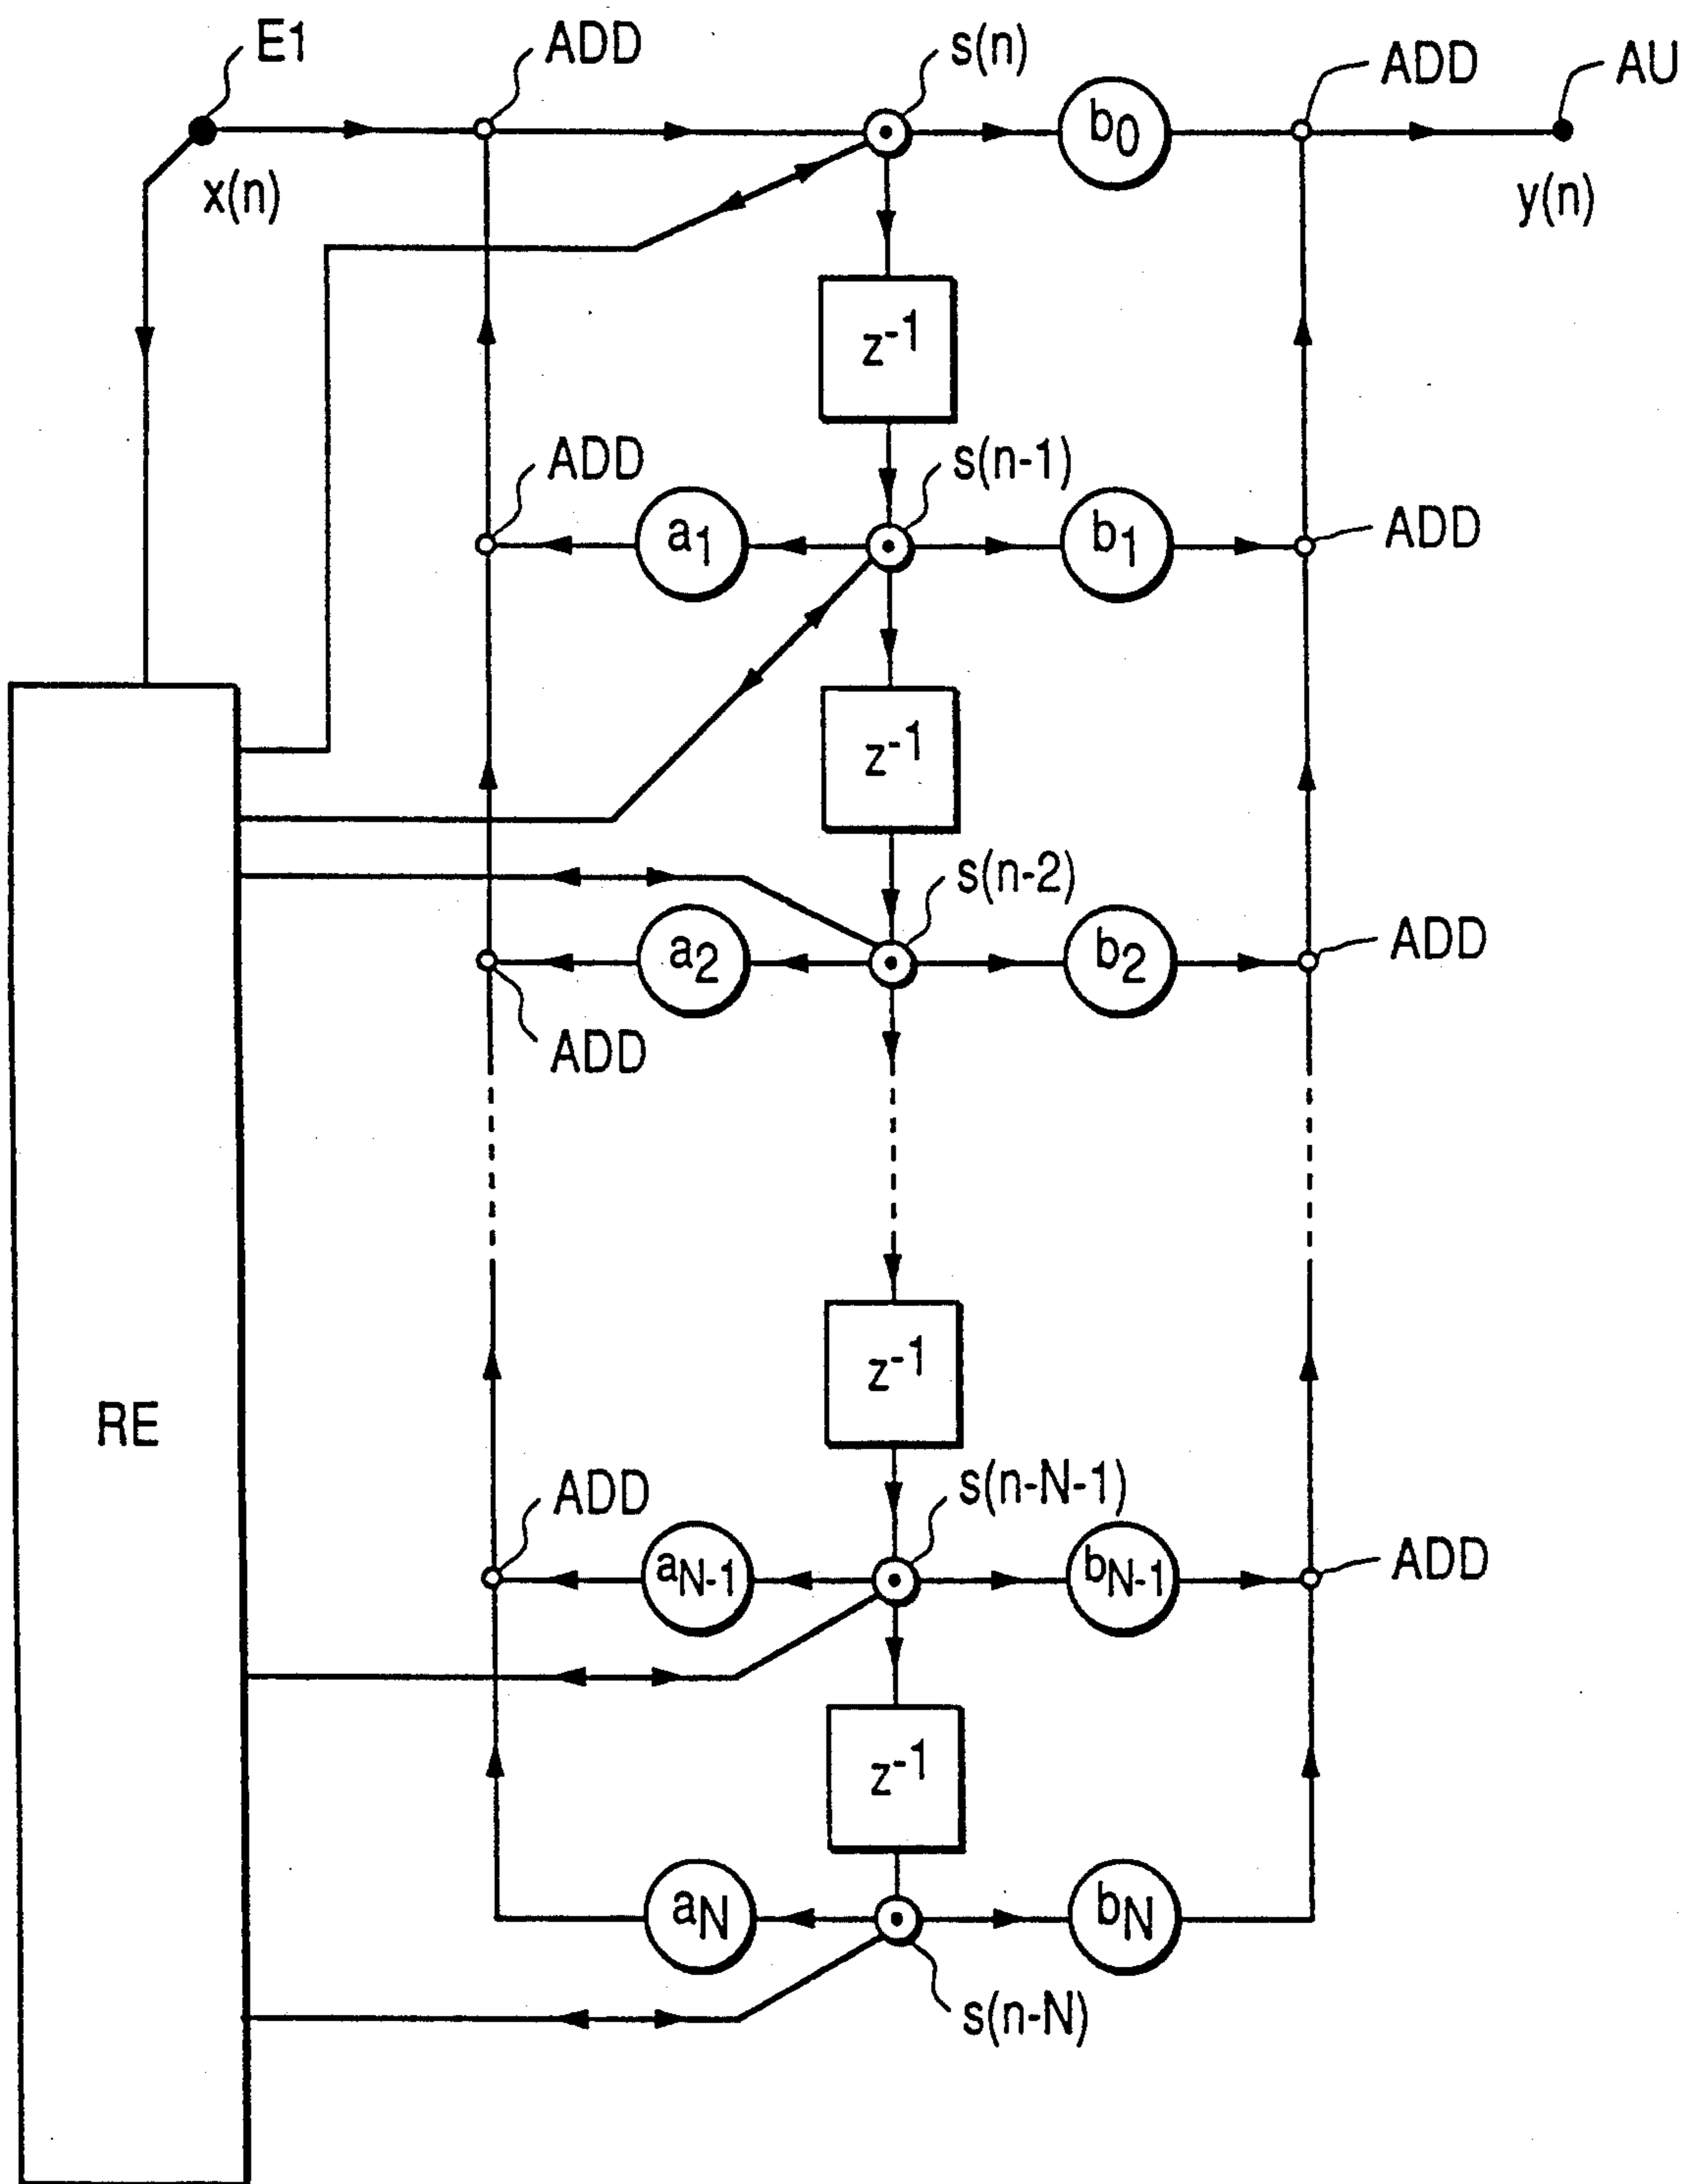 E1
ADD
s(n)
ADD
AU
x(n)
b0
y(n)
z-1
ADD
s(n-1)
a1
b1
ADD
z-1
s(n-2)
a2
b2
ADD
ADD
z-1
RE
ADD
s(n-N-1)
aN-1
bN-1
ADD
z-1
aN
bN
s(n-N)